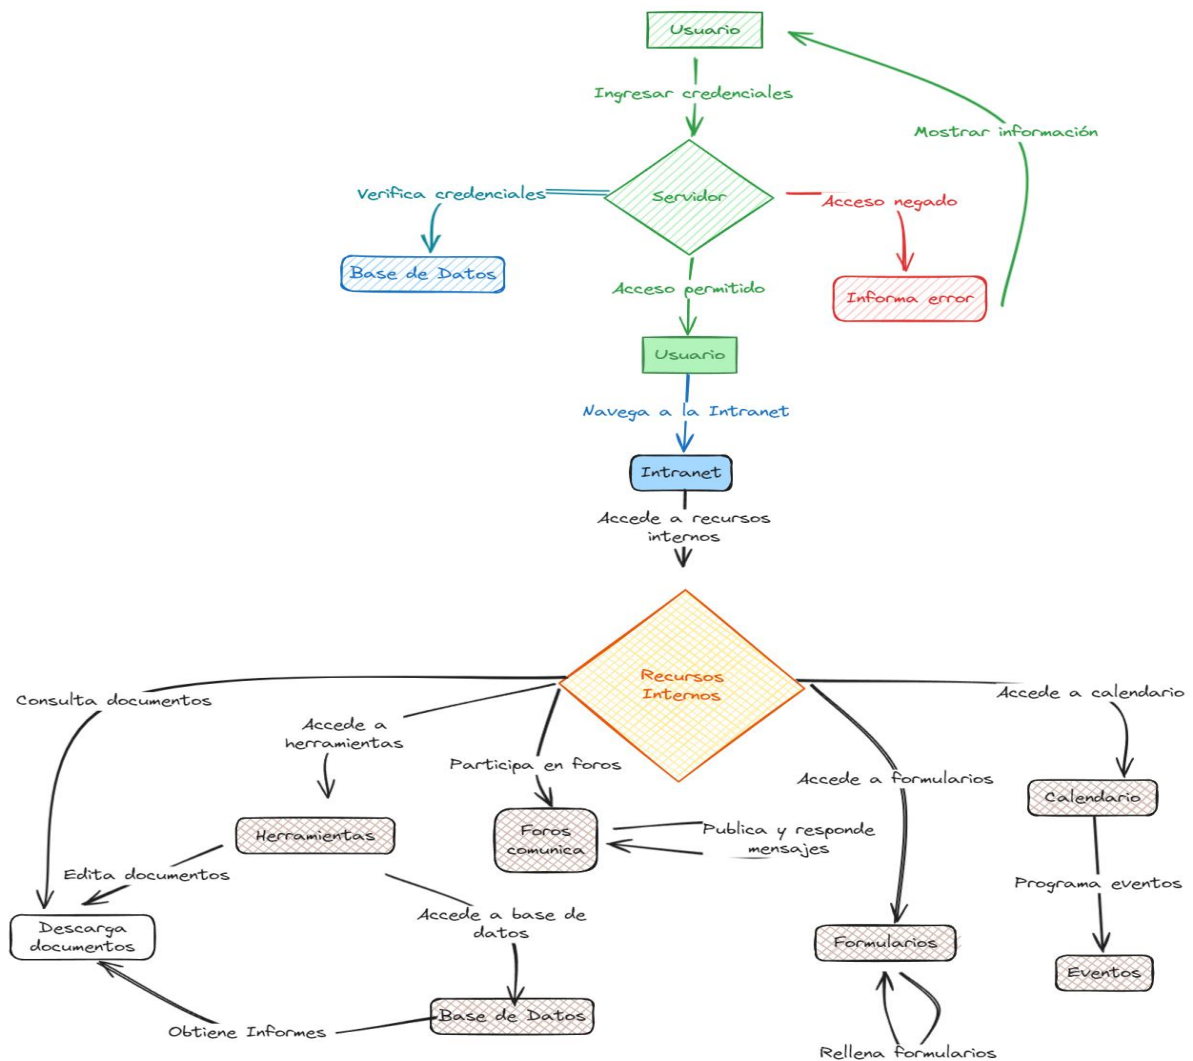 Usuario
Ingresar credenciales
Mostrar información
Verifica credenciales
Servidor
Acceso negado
Base de Datos
Acceso permitido
Informa error
Usuario
Navega a la Intranet
Intranet
Accede a recursos
internos
Recursos
Internos
Consulta documentos
Accede a
herramientas
Participa en foros
Accede a formularios
Accede a calendario
Calendario
Herramientas
Foros
comunica
Publica y responde
mensajes
Edita documentos
Accede a base de
datos
Programa eventos
Descarga
documentos
Formularios
Eventos
Base de Datos
Obtiene Informes
Rellena formularios